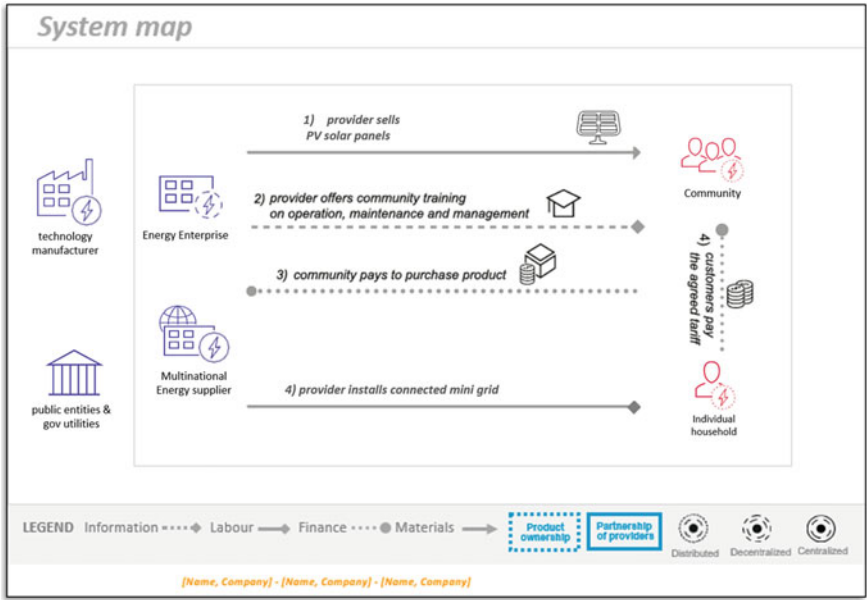 System map
1) provider sells
PV solar panels
Community
technology
manufacturer
Energy Enterprise
2) provider offers community training
on operation, maintenance and management
3) community pays to purchase product
4) customers pay
the agreed tariff
public entities &
gov utilities
Multinational
Energy supplier
4) provider installs connected mini grid
Individual
household
LEGEND Information Labour Finance Materials
Product
ownership
Partnership
of providers
Distributed Decentralized Centralized
[Name, Company] - [Name, Company] - [Name, Company]